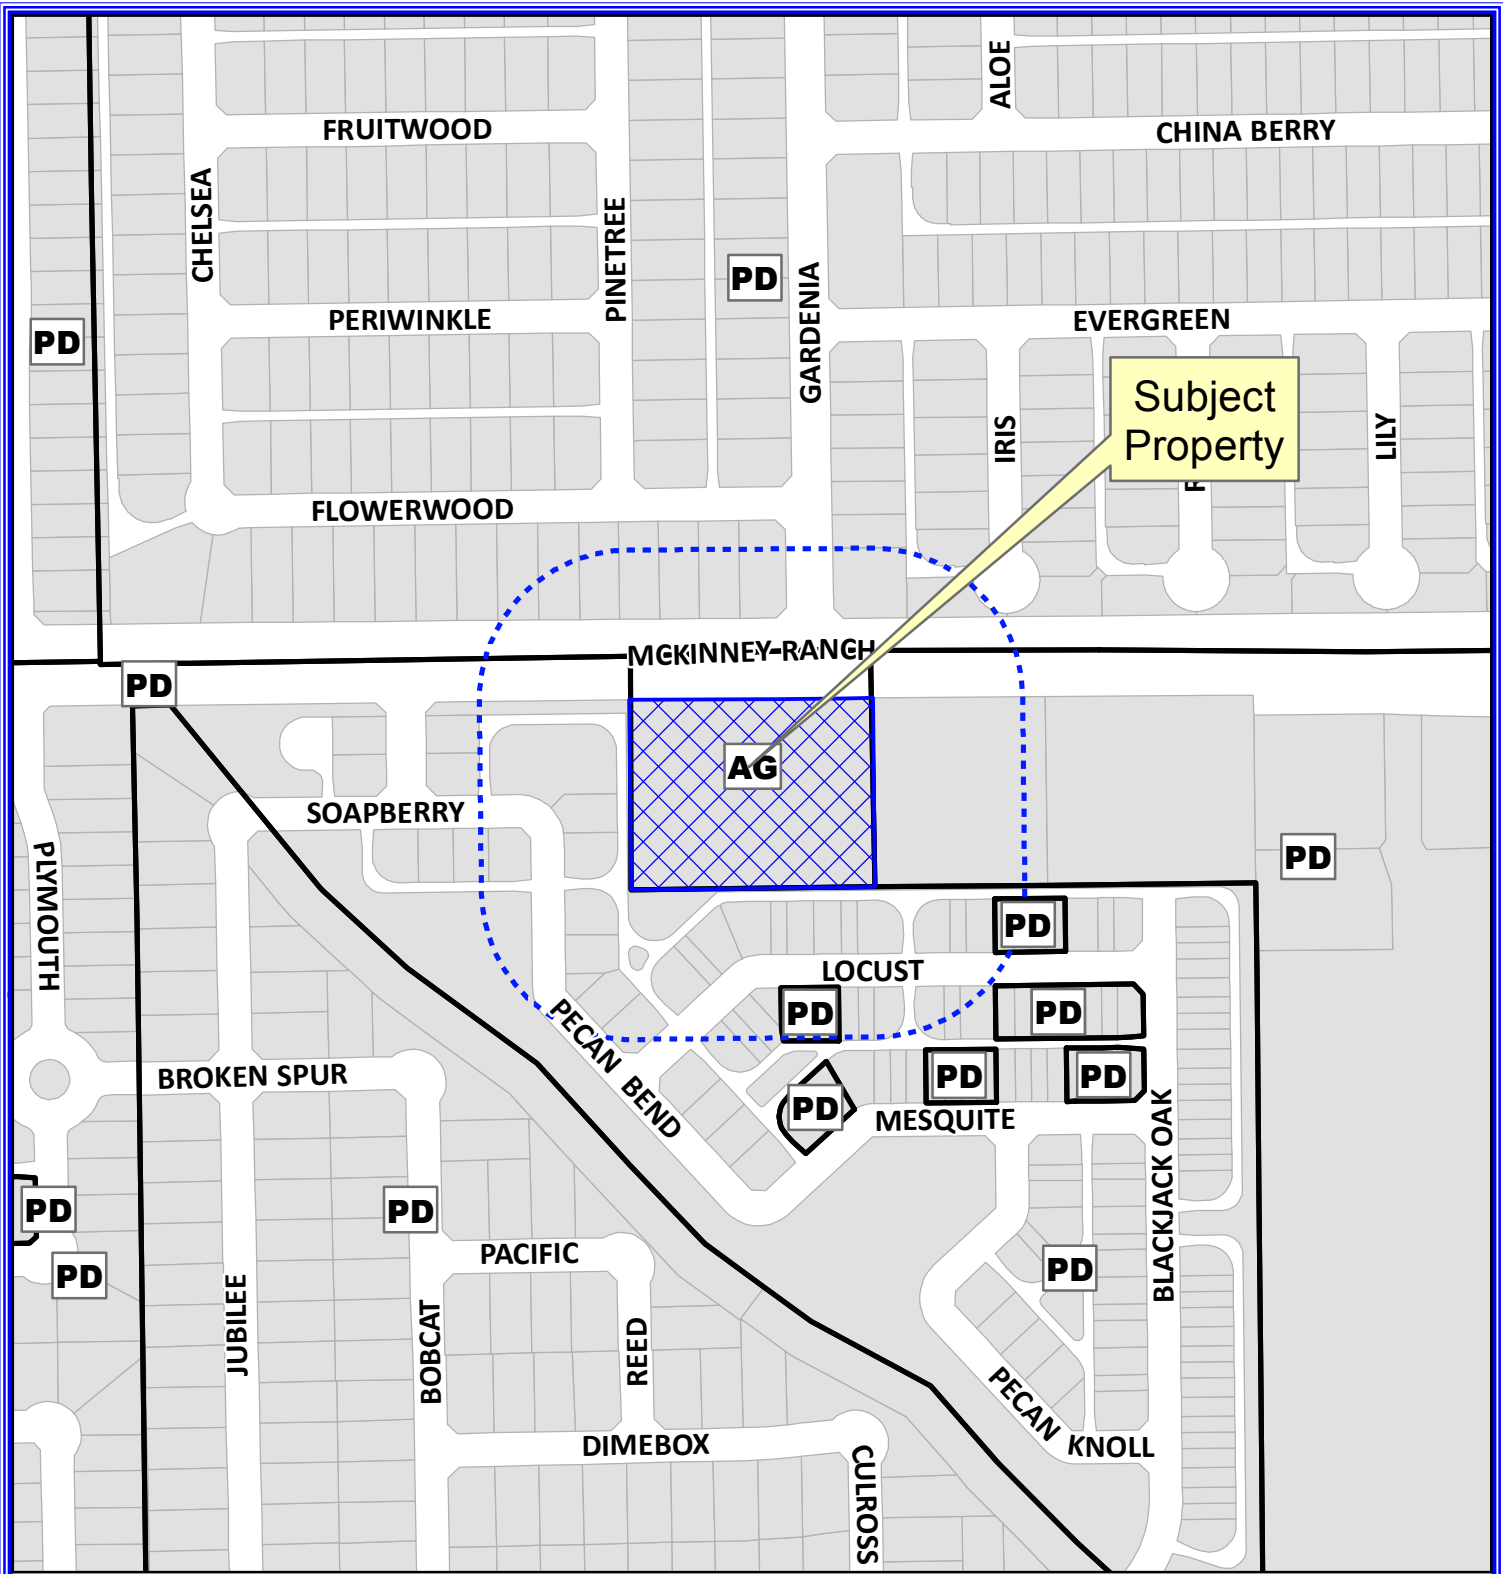 ALOE
FRUITWOOD
CHINA BERRY
CHELSEA
PINETREE
PD
GARDENIA
PERIWINKLE
EVERGREEN
PD
Subject
Property
IRIS
LILY
FLOWERWOOD
MCKINNEY RANCH
PD
AG
SOAPBERRY
PLYMOUTH
PD
PD
LOCUST
PD
PD
PECAN BEND
BROKEN SPUR
PD
PD
PD
MESQUITE
BLACKJACK OAK
PD
PD
PD
PACIFIC
PD
JUBILEE
BOBCAT
REED
PECAN
KNOLL
DIMEBOX
CULROSS